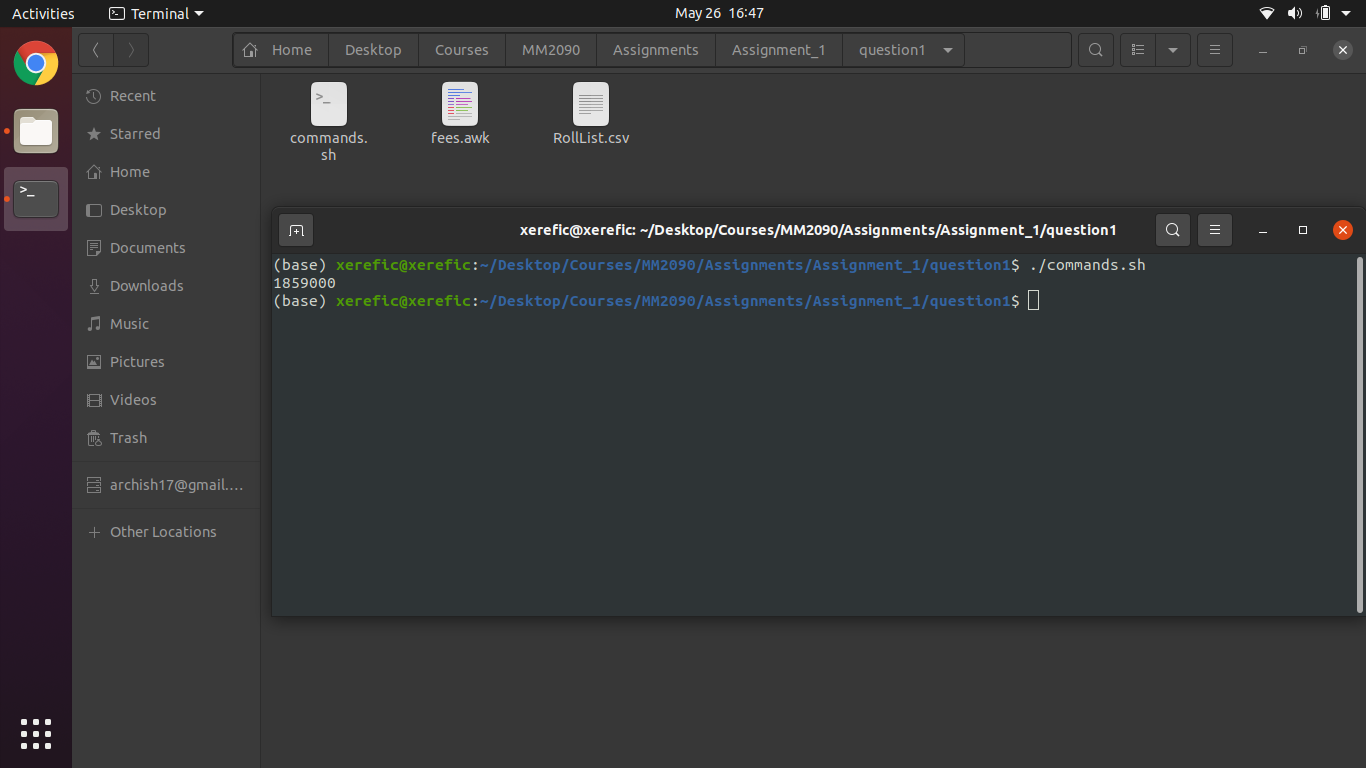 Activities Terminal May 26 16:47
Home Desktop Courses MM2090 Assignments Assignment_1 question1
Recent
Starred
Home
Desktop
Documents
Downloads
Music
Pictures
Videos
Trash
archish17@gmail.…
Other Locations
>_
commands.
sh
fees.awk
RollList.csv
xerefic@xerefic: ~/Desktop/Courses/MM2090/Assignments/Assignment_1/question1
(base) xerefic@xerefic:~/Desktop/Courses/MM2090/Assignments/Assignment_1/question1$ ./commands.sh
1859000
(base) xerefic@xerefic:~/Desktop/Courses/MM2090/Assignments/Assignment_1/question1$